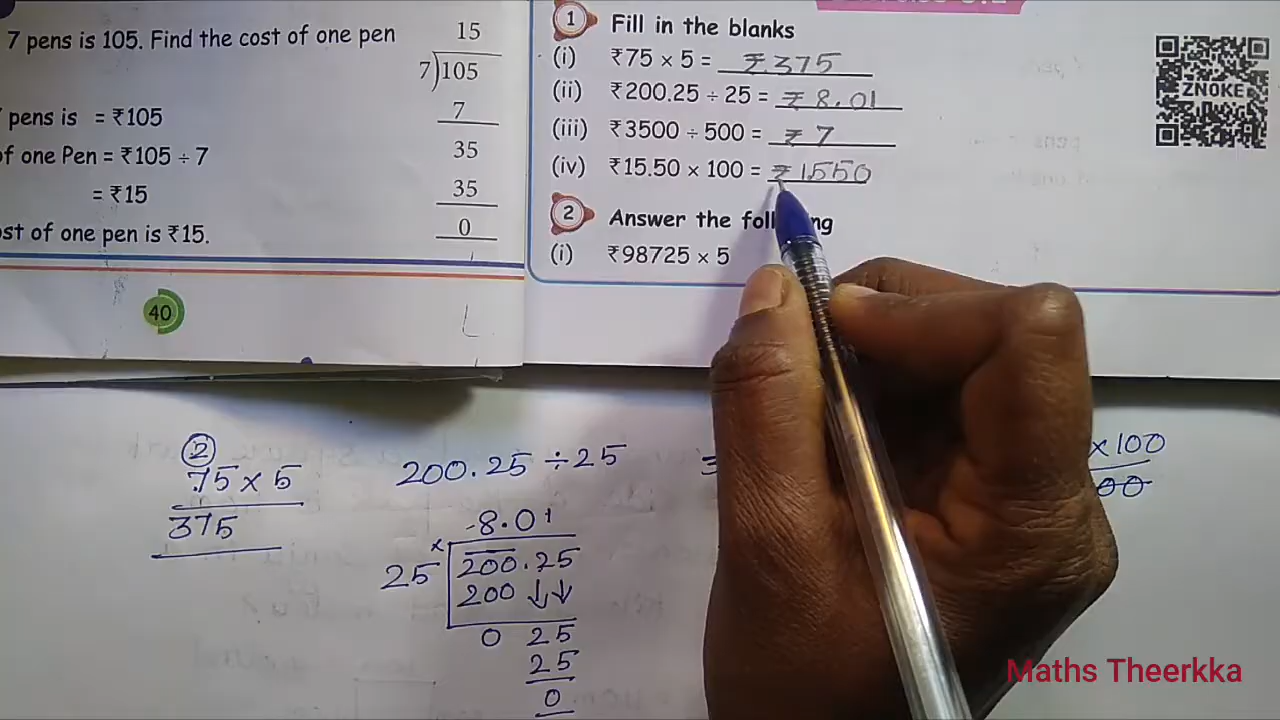 7 pens is 105. Find the cost of one pen
15
7)105
7
35
35
0
pens is = ₹105
of one Pen = ₹105 ÷ 7
= ₹15
ost of one pen is ₹15.
40
1 Fill in the blanks
(i) ₹75 × 5 = ₹.375
(ii) ₹200.25 ÷ 25 = ₹8.01
(iii) ₹3500 ÷ 500 = ₹7
(iv) ₹15.50 × 100 = ₹1550
2 Answer the following
(i) ₹98725 × 5
ZNOKE
2
75 × 5
375
200.25 ÷ 25
8.01
25 200.25
200
0 25
25
0
3
×100
00
Maths Theerkka